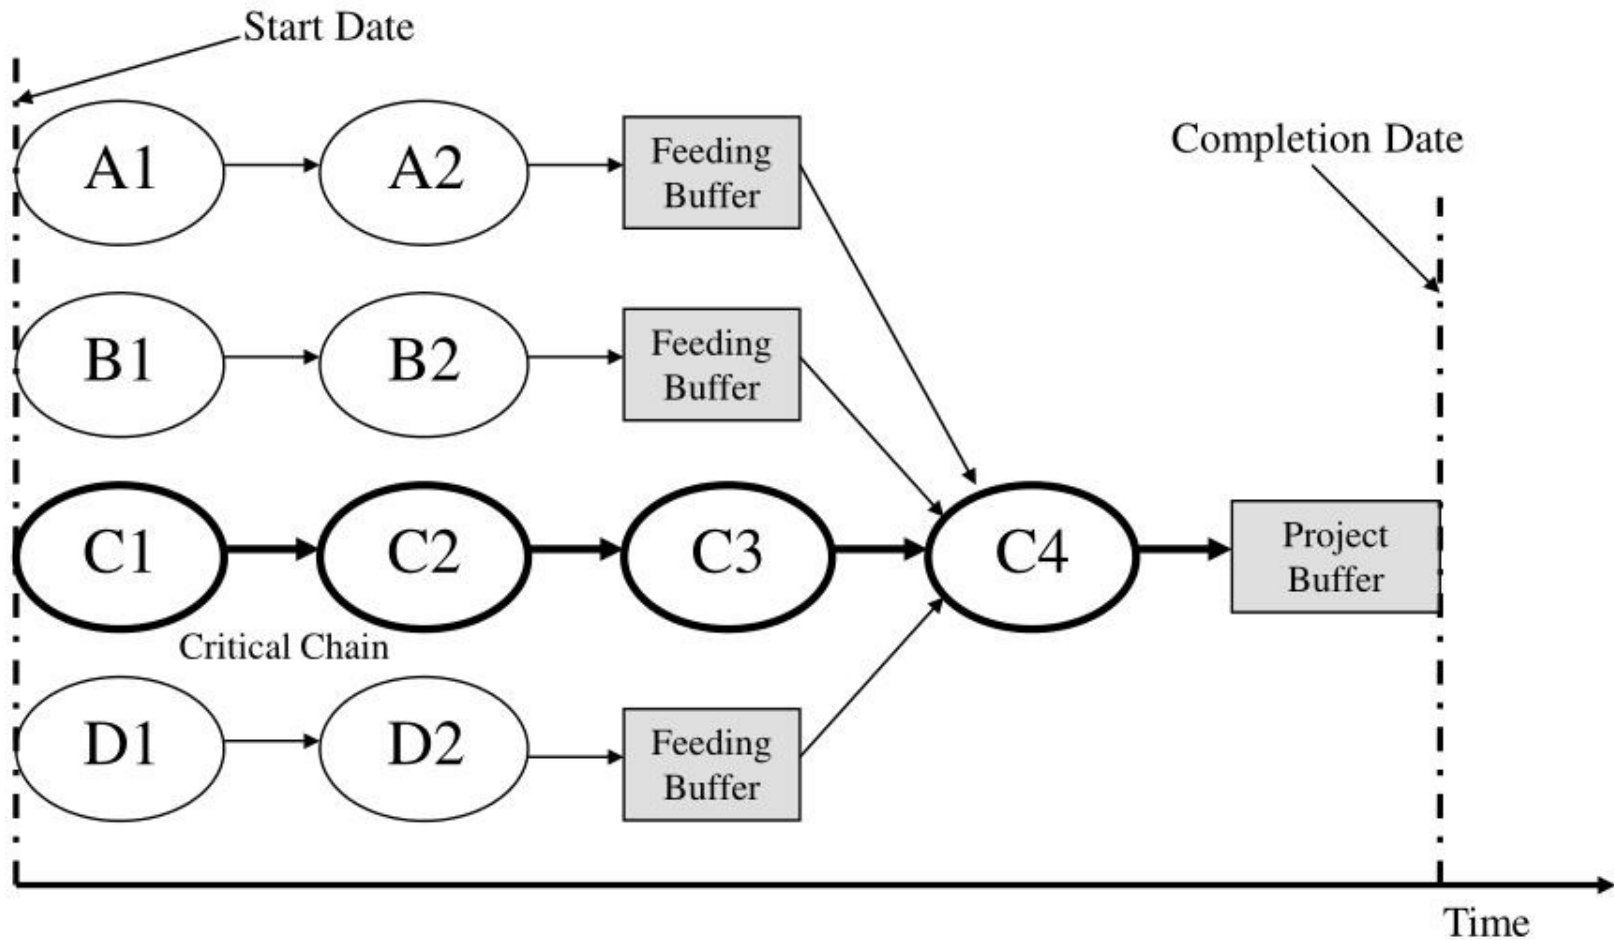 Start Date
Completion Date
A1
A2
Feeding
Buffer
B1
B2
Feeding
Buffer
C1
C2
C3
C4
Project
Buffer
Critical Chain
D1
D2
Feeding
Buffer
Time